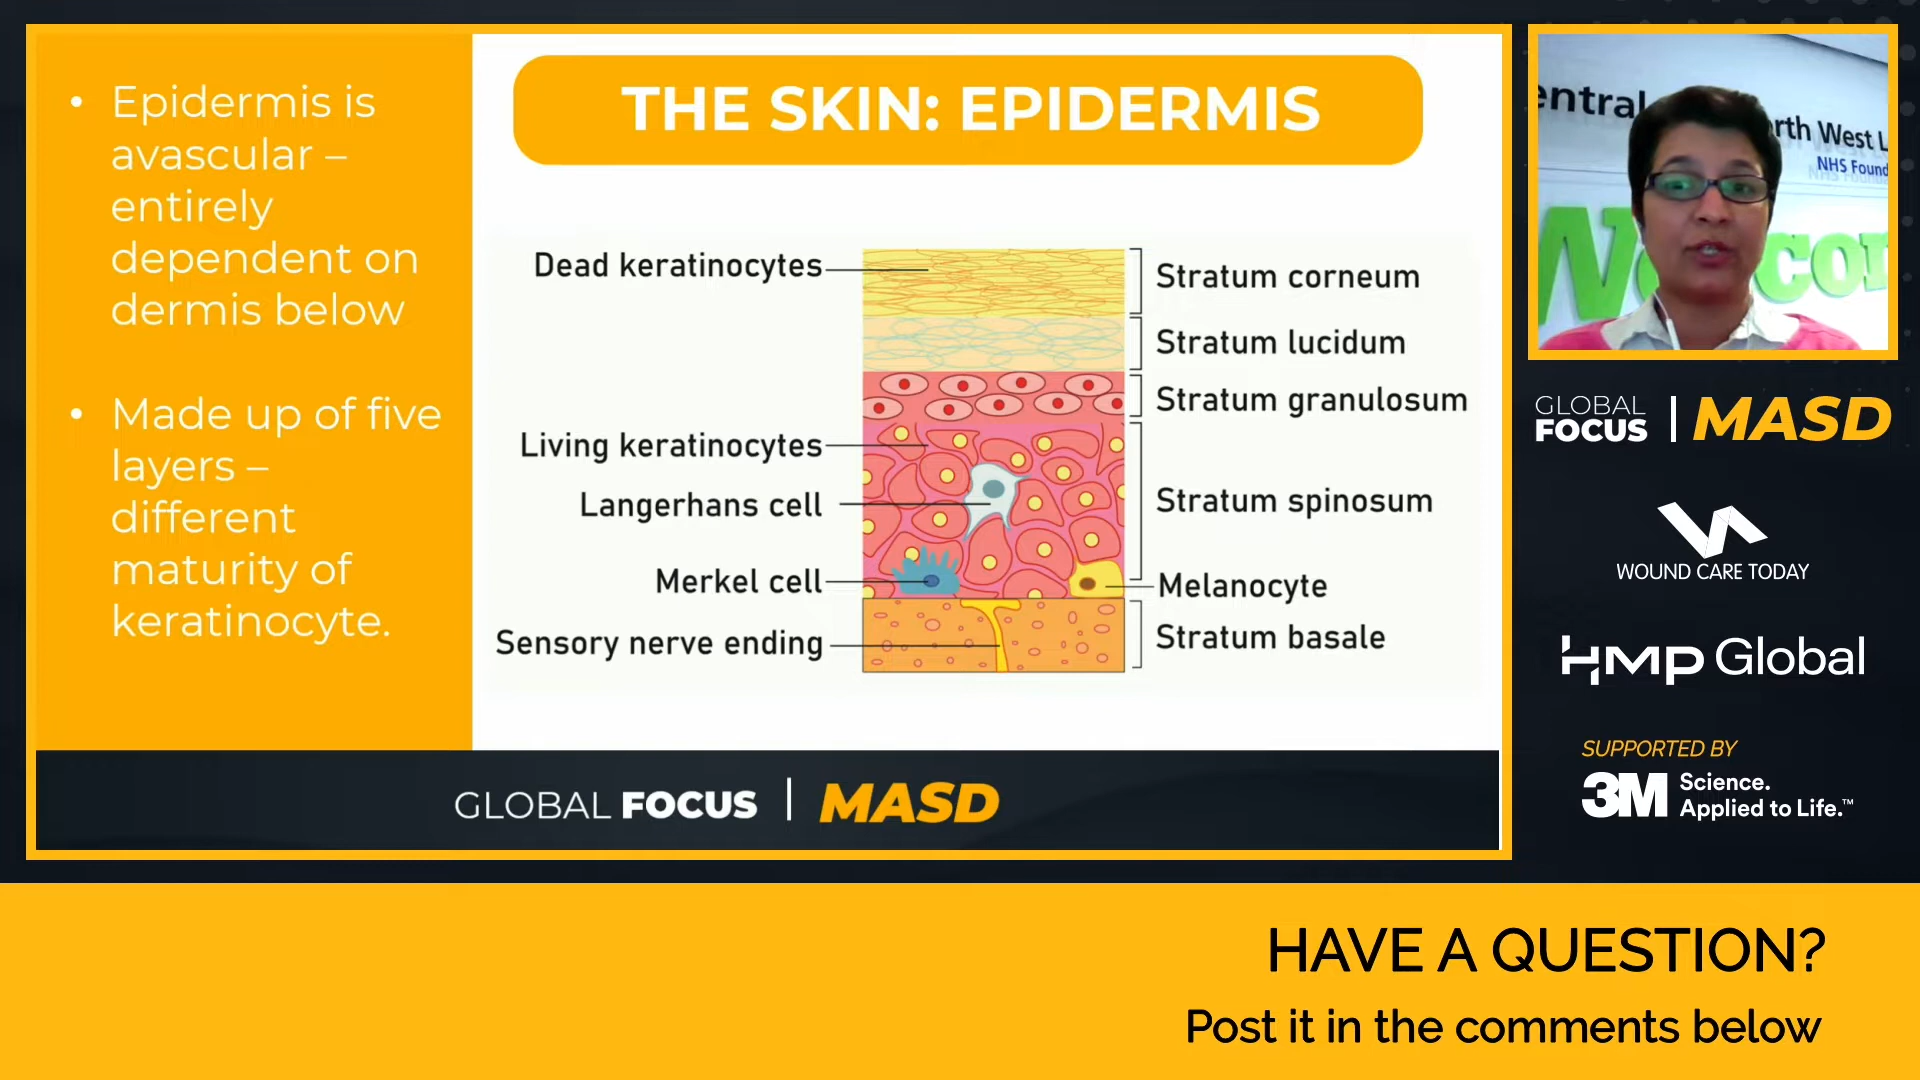 • Epidermis is
avascular –
entirely
dependent on
dermis below
• Made up of five
layers –
different
maturity of
keratinocyte.
THE SKIN: EPIDERMIS
Dead keratinocytes
Living keratinocytes
Langerhans cell
Merkel cell
Sensory nerve ending
Stratum corneum
Stratum lucidum
Stratum granulosum
Stratum spinosum
Melanocyte
Stratum basale
GLOBAL FOCUS | MASD
entral
rth West L
NHS Found
GLOBAL
FOCUS | MASD
WOUND CARE TODAY
HMP Global
SUPPORTED BY
3M Science.
Applied to Life.™
HAVE A QUESTION?
Post it in the comments below